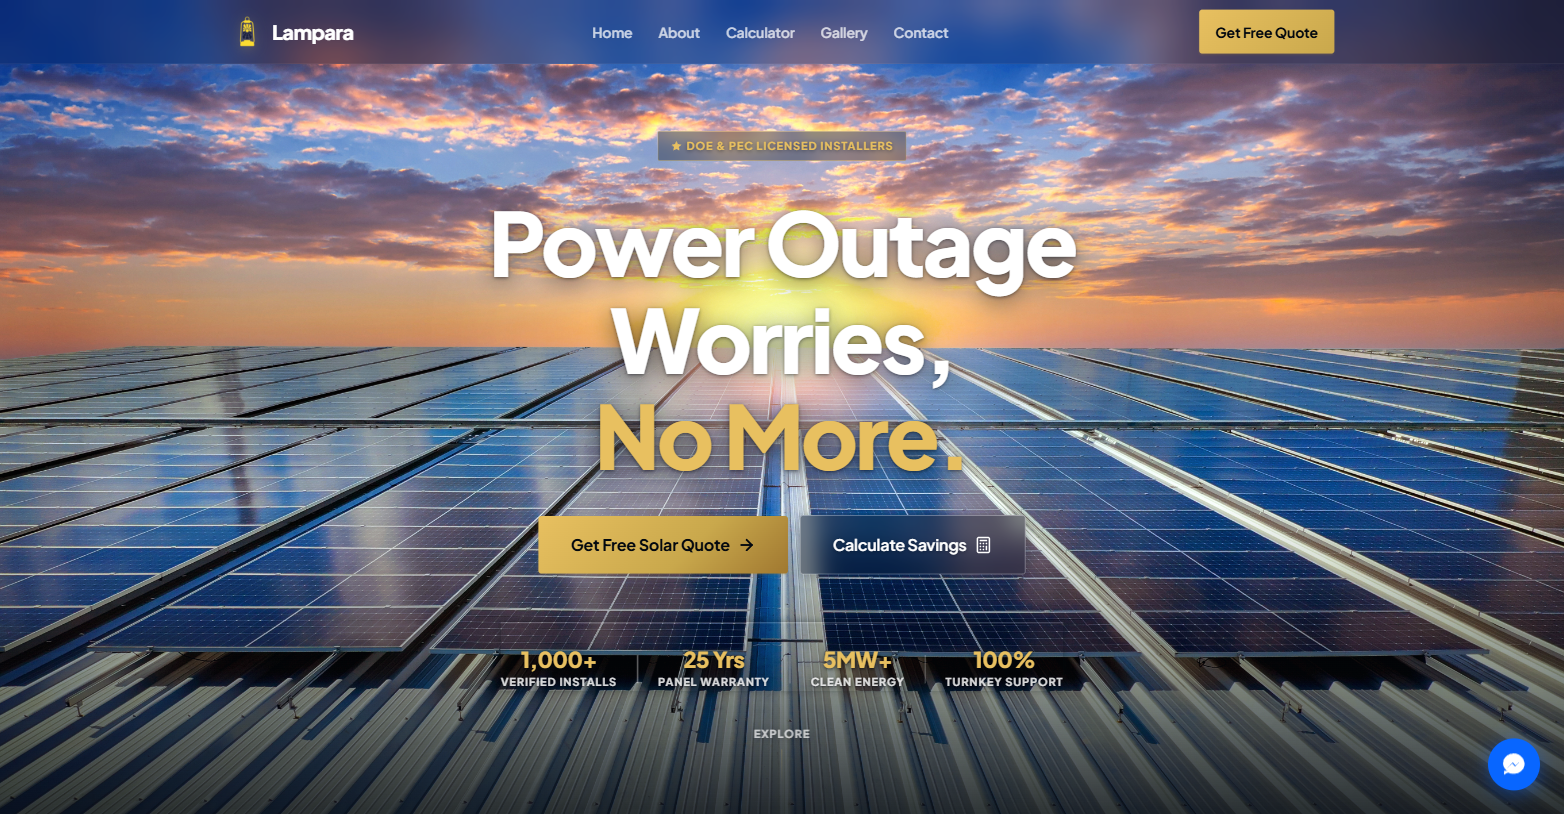 Lampara
Home About Calculator Gallery Contact
Get Free Quote
DOE & PEC LICENSED INSTALLERS
Power Outage
Worries,
No More.
Get Free Solar Quote
Calculate Savings
1,000+
VERIFIED INSTALLS
25 Yrs
PANEL WARRANTY
5MW+
CLEAN ENERGY
100%
TURNKEY SUPPORT
EXPLORE